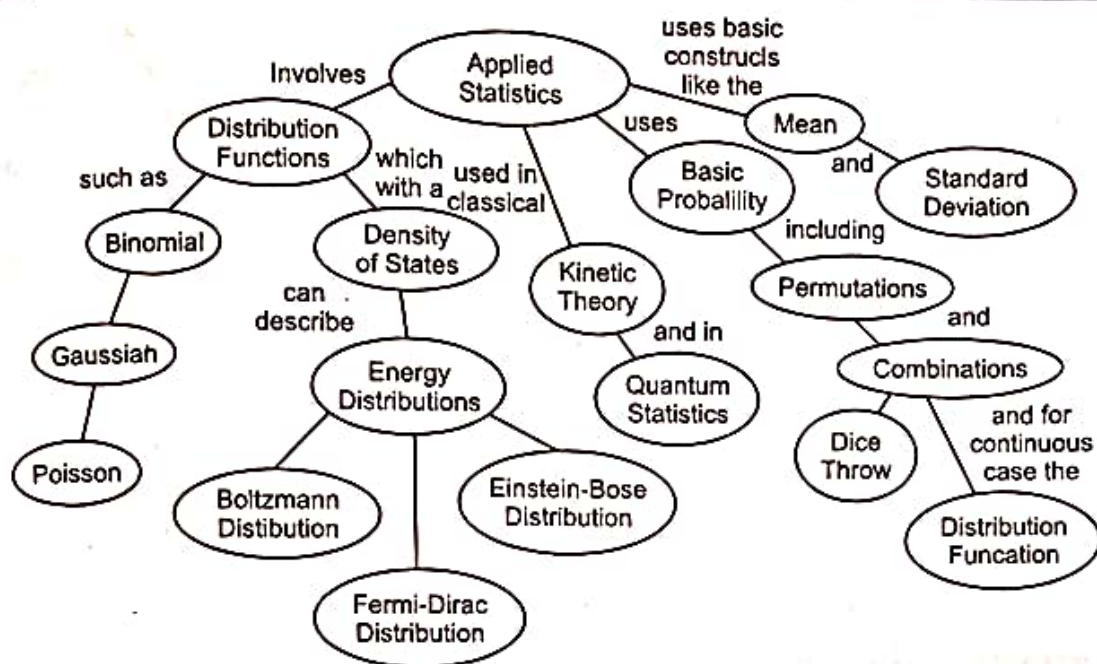 Applied
Statistics
Involves
uses basic
constructs
like the
Mean
and
Standard
Deviation
uses
Basic
Probalility
including
Permutations
and
Combinations
Dice
Throw
and for
continuous
case the
Distribution
Funcation
used in
classical
Kinetic
Theory
and in
Quantum
Statistics
Distribution
Functions
such as
Binomial
Gaussiah
Poisson
which
with a
Density
of States
can
describe
Energy
Distributions
Boltzmann
Distibution
Fermi-Dirac
Distribution
Einstein-Bose
Distribution